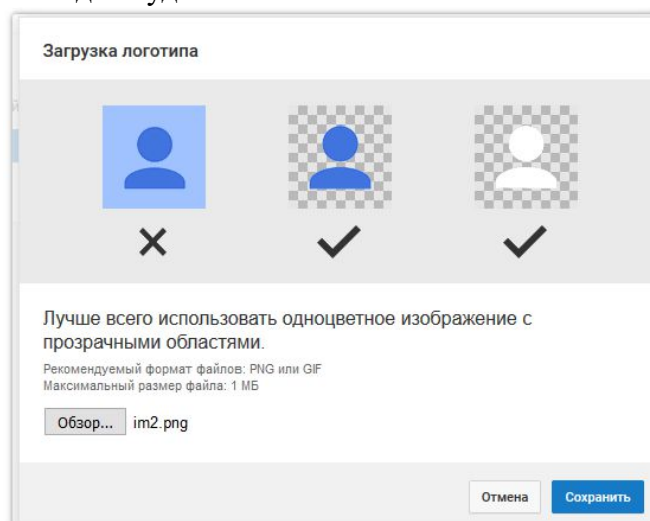 Загрузка логотипа
Лучше всего использовать одноцветное изображение с
прозрачными областями.
Рекомендуемый формат файлов: PNG или GIF
Максимальный размер файла: 1 МБ
Обзор... im2.png
Отмена Сохранить